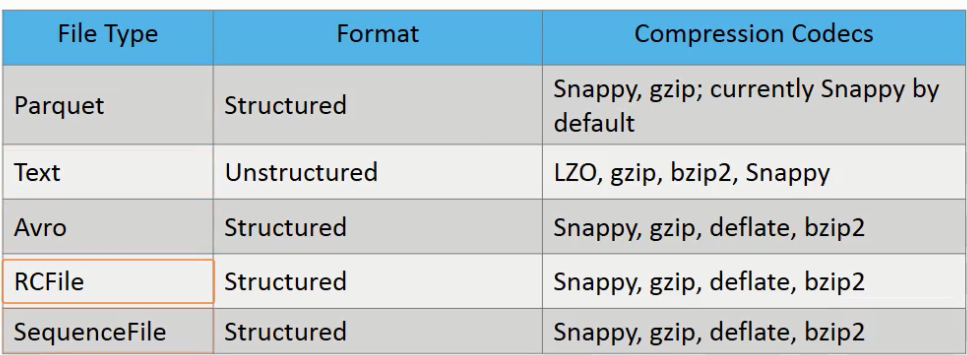 File Type Format Compression Codecs
Parquet Structured Snappy, gzip; currently Snappy by
default
Text Unstructured LZO, gzip, bzip2, Snappy
Avro Structured Snappy, gzip, deflate, bzip2
RCFile Structured Snappy, gzip, deflate, bzip2
SequenceFile Structured Snappy, gzip, deflate, bzip2